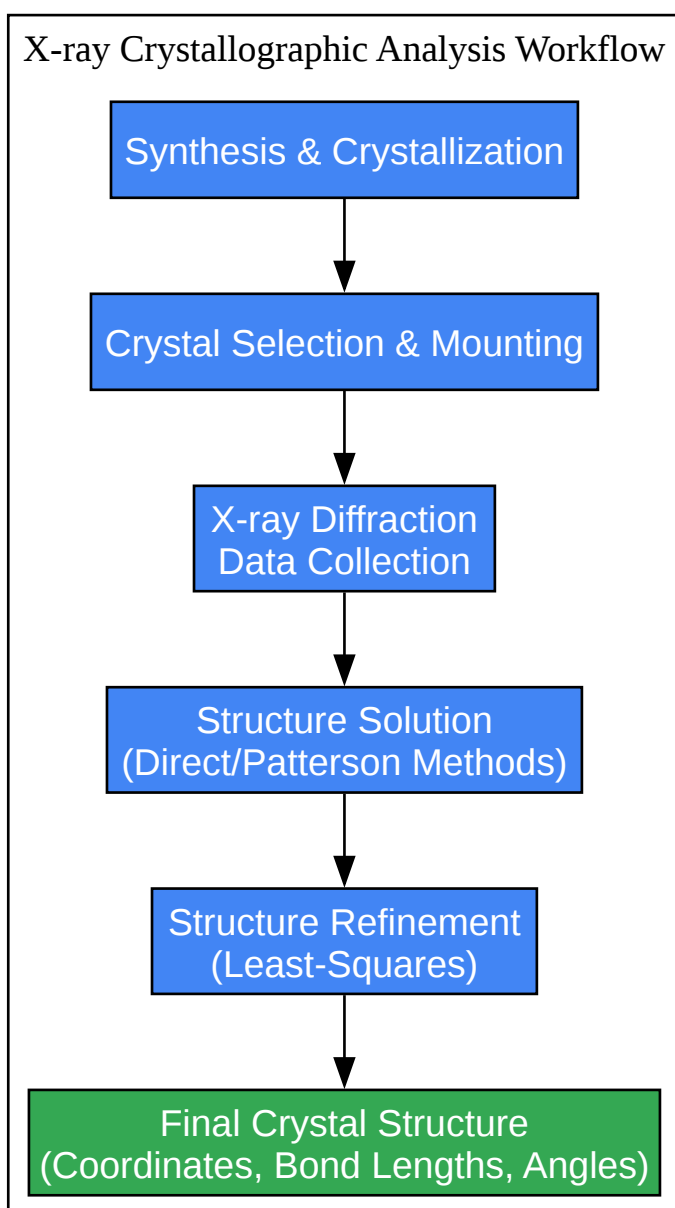 X-ray Crystallographic Analysis Workflow
Synthesis & Crystallization
Crystal Selection & Mounting
X-ray Diffraction
Data Collection
Structure Solution
(Direct/Patterson Methods)
Structure Refinement
(Least-Squares)
Final Crystal Structure
(Coordinates, Bond Lengths, Angles)